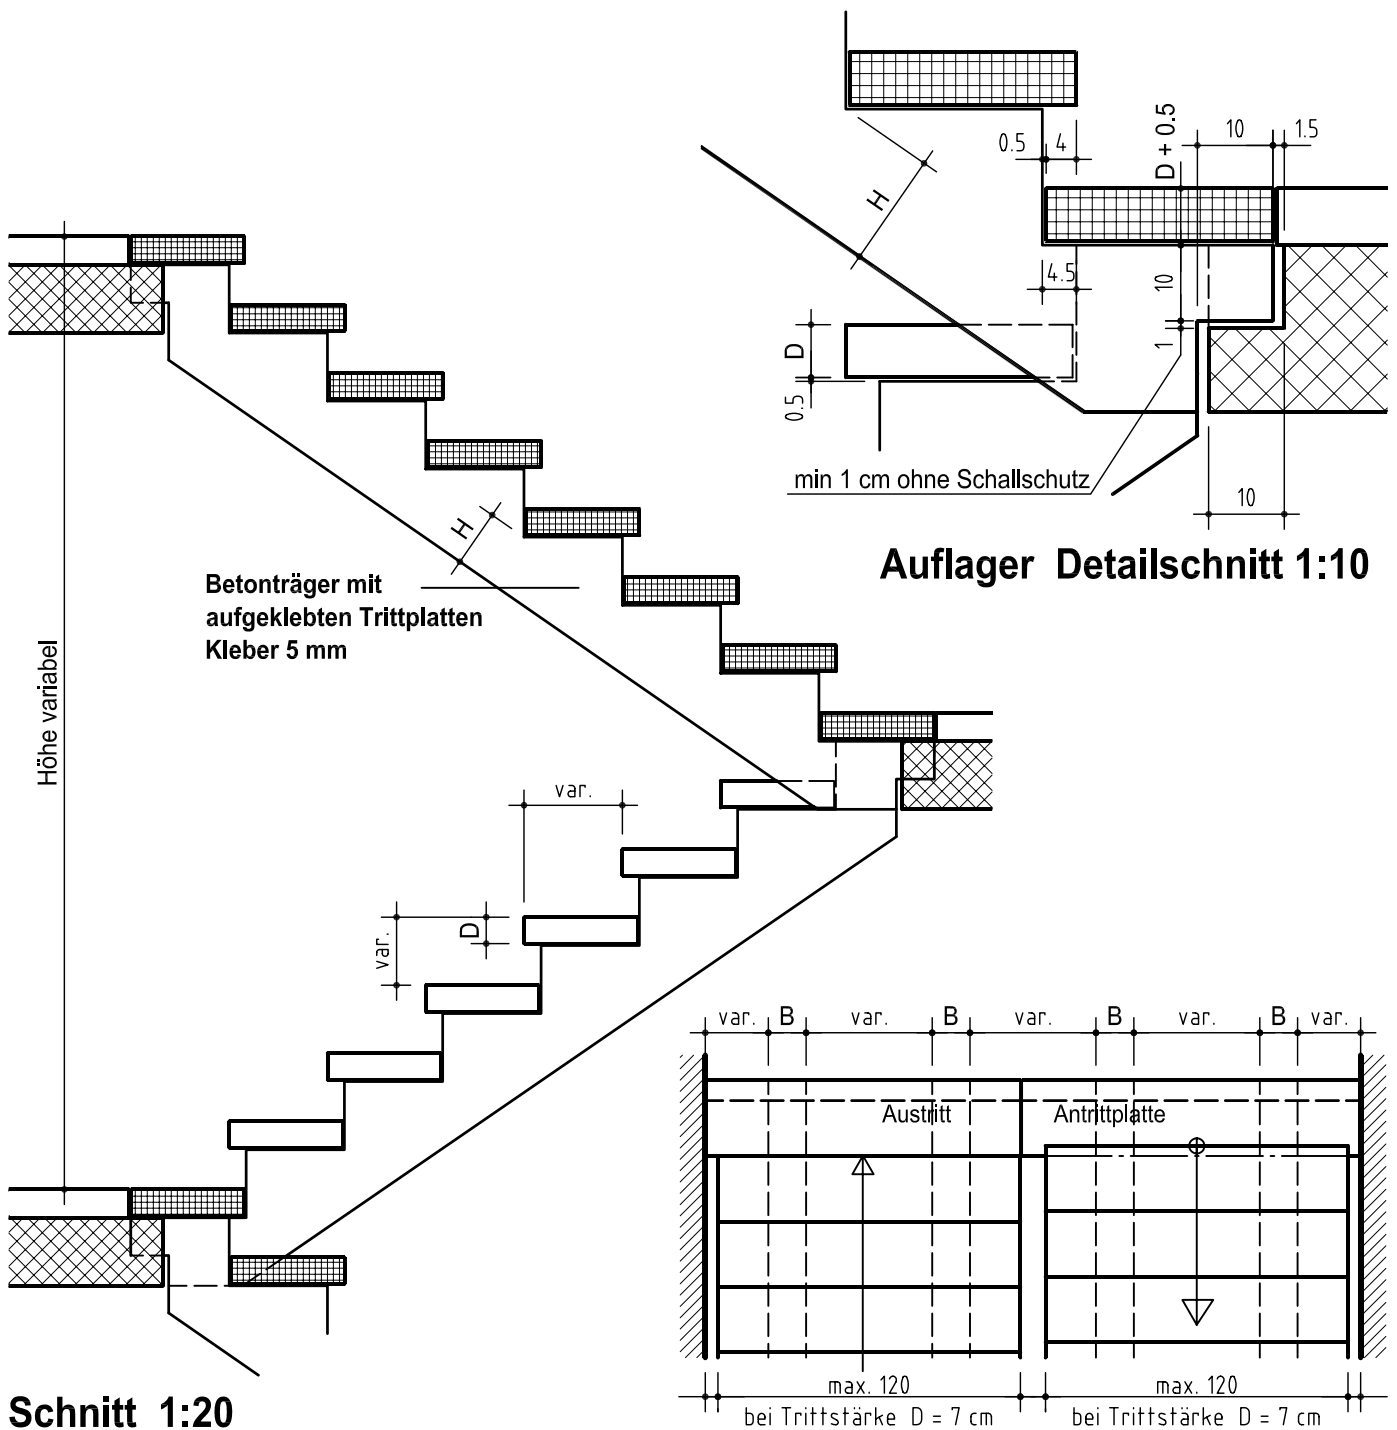 D + 0.5
10
1.5
0.5
4
H
4.5
10
D
1
0.5
min 1 cm ohne Schallschutz
10
Auflager Detailschnitt 1:10
H
Betonträger mit
aufgeklebten Trittplatten
Kleber 5 mm
Höhe variabel
var.
D
var.
var.
B
var.
B
var.
B
var.
B
var.
Austritt
Antrittplatte
max. 120
max. 120
bei Trittstärke D = 7 cm
bei Trittstärke D = 7 cm
Schnitt 1:20